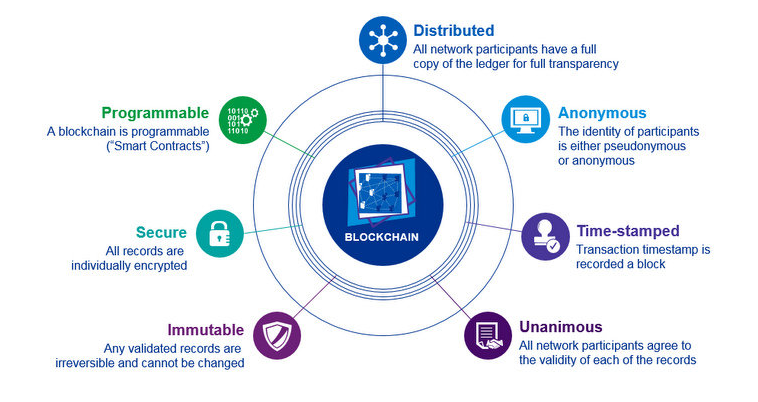 Distributed
All network participants have a full
copy of the ledger for full transparency
Programmable
A blockchain is programmable
("Smart Contracts")
10110
001
101
11010
Anonymous
The identity of participants
is either pseudonymous
or anonymous
BLOCKCHAIN
Secure
All records are
individually encrypted
Time-stamped
Transaction timestamp is
recorded a block
Immutable
Any validated records are
irreversible and cannot be changed
Unanimous
All network participants agree to
the validity of each of the records